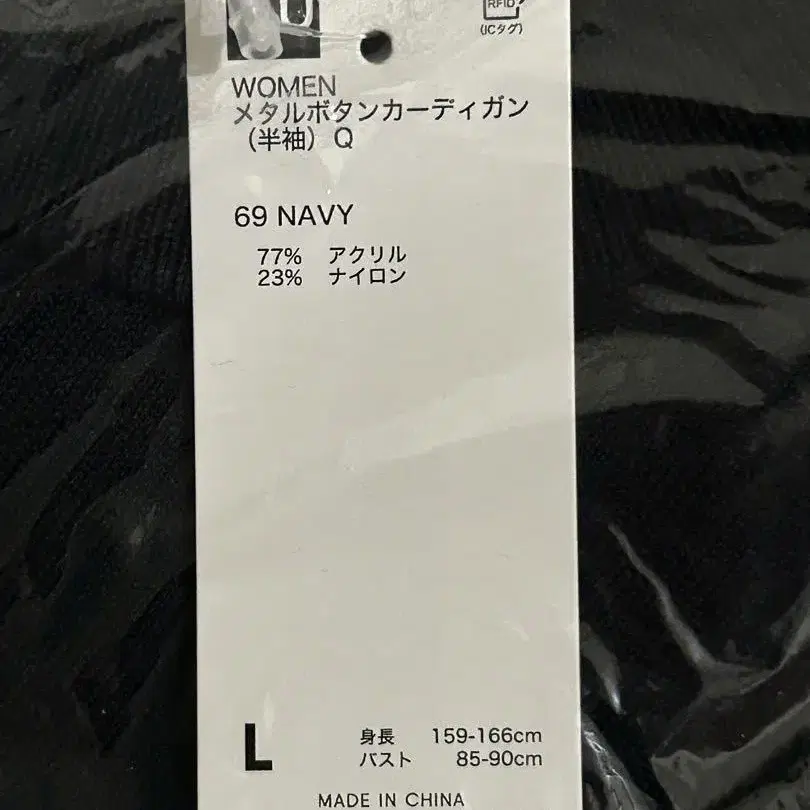 RFID
(ICタグ)
WOMEN
メタルボタンカーディガン
（半袖）Q
69 NAVY
77% アクリル
23% ナイロン
L
身長 159-166cm
バスト 85-90cm
MADE IN CHINA